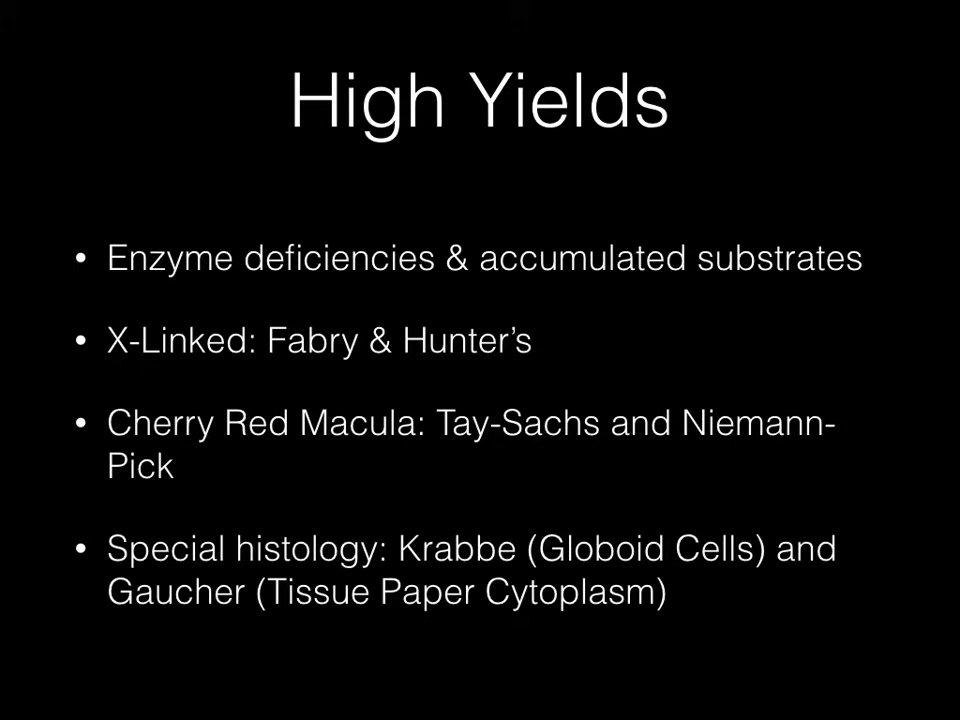 High Yields
• Enzyme deficiencies & accumulated substrates
• X-Linked: Fabry & Hunter’s
• Cherry Red Macula: Tay-Sachs and Niemann-
Pick
• Special histology: Krabbe (Globoid Cells) and
Gaucher (Tissue Paper Cytoplasm)